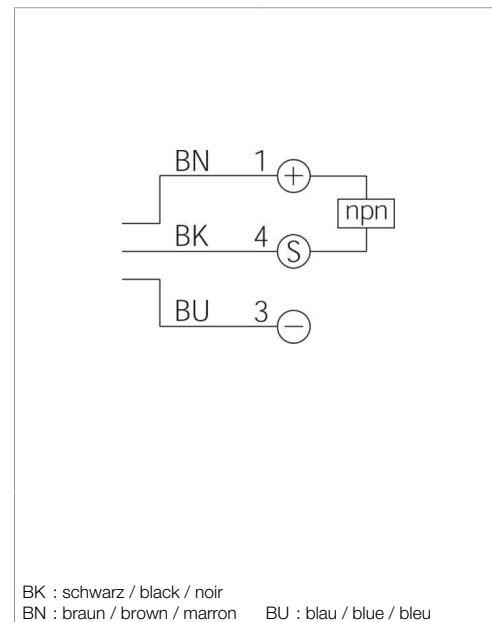 BN 1 +
npn
BK 4 S
BU 3 −
BK : schwarz / black / noir
BN : braun / brown / marron BU : blau / blue / bleu